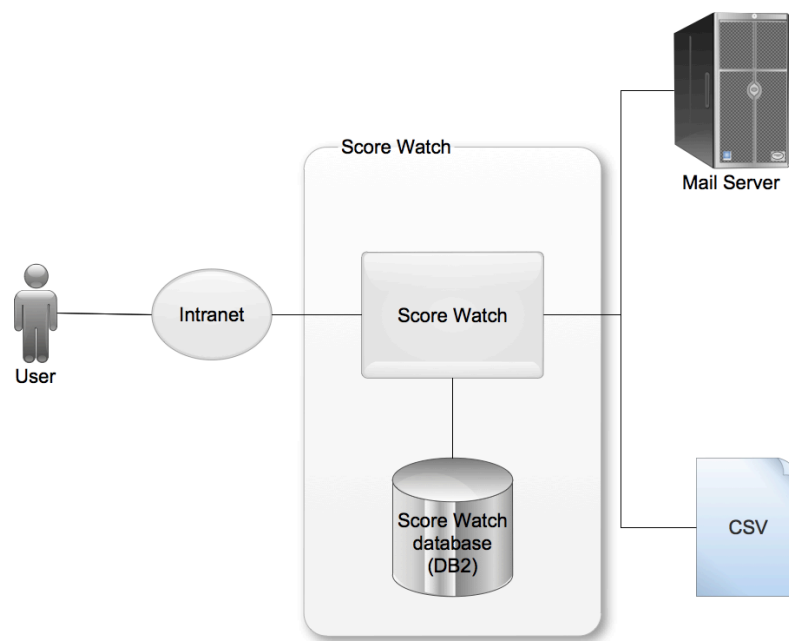 Score Watch
Mail Server
Intranet
Score Watch
User
Score Watch
database
(DB2)
CSV